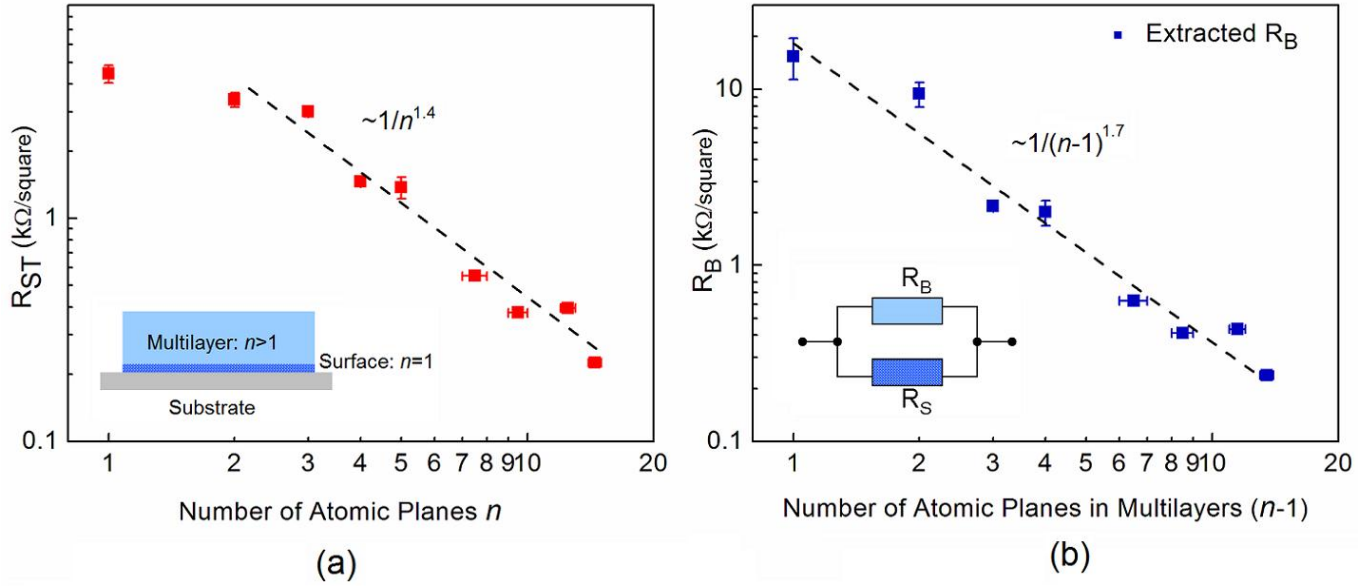 R_ST (kΩ/square)
1
0.1
~1/n^1.4
Multilayer: n>1
Surface: n=1
Substrate
1 2 3 4 5 6 7 8 9 10 20
Number of Atomic Planes n
(a)
R_B (kΩ/square)
10
1
0.1
Extracted R_B
~1/(n-1)^1.7
R_B
R_S
1 2 3 4 5 6 7 8 9 10 20
Number of Atomic Planes in Multilayers (n-1)
(b)